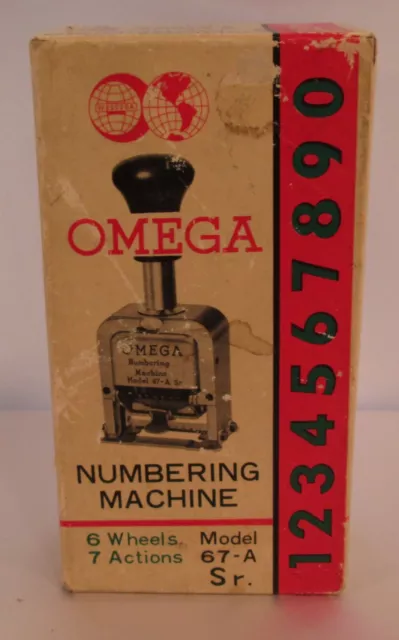 OMEGA
OMEGA
Numbering
Machine
Model 67-A Sr
NUMBERING
MACHINE
6 Wheels
7 Actions
Model
67-A
Sr.
1234567890